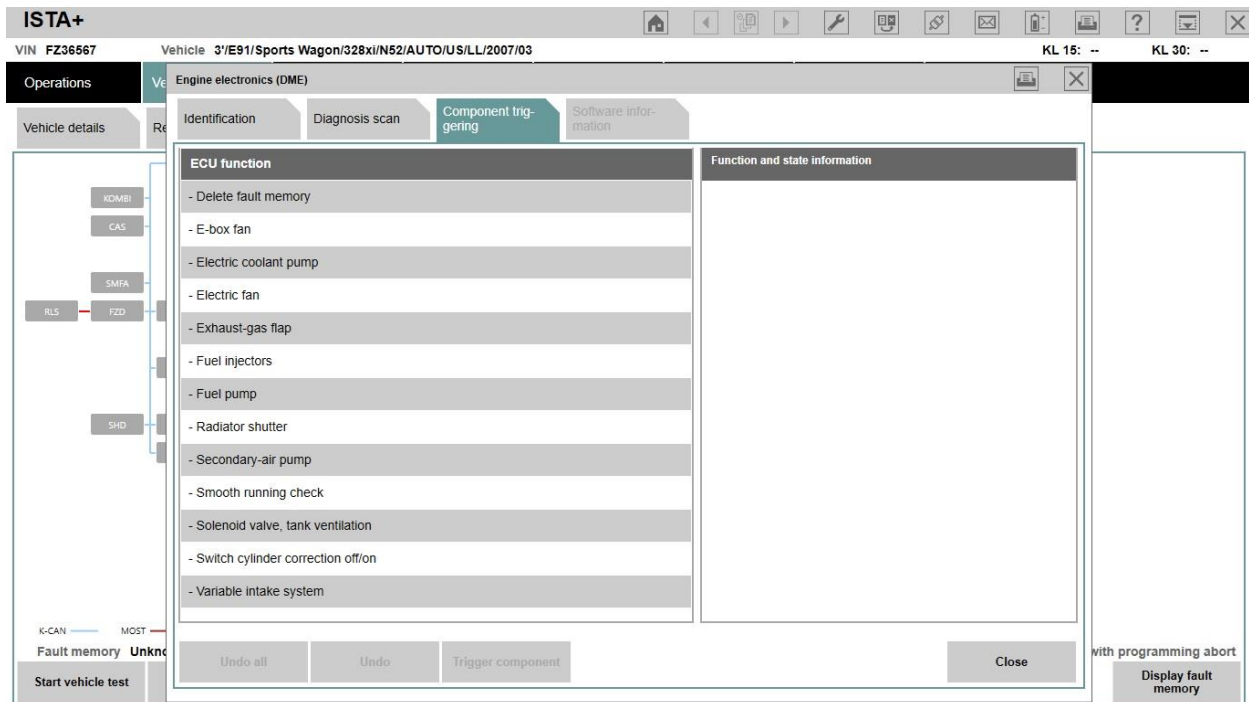 ISTA+
VIN FZ36567 Vehicle 3'/E91/Sports Wagon/328xi/N52/AUTO/US/LL/2007/03 KL 15: -- KL 30: --
Operations Ve
Engine electronics (DME)
Vehicle details Re
Identification Diagnosis scan Component trig-
gering Software infor-
mation
ECU function
- Delete fault memory
- E-box fan
- Electric coolant pump
- Electric fan
- Exhaust-gas flap
- Fuel injectors
- Fuel pump
- Radiator shutter
- Secondary-air pump
- Smooth running check
- Solenoid valve, tank ventilation
- Switch cylinder correction off/on
- Variable intake system
Function and state information
KOMBI
CAS
SMFA
RLS FZD
SHD
K-CAN MOST
Fault memory Unkno
with programming abort
Undo all Undo Trigger component Close
Start vehicle test
Display fault
memory